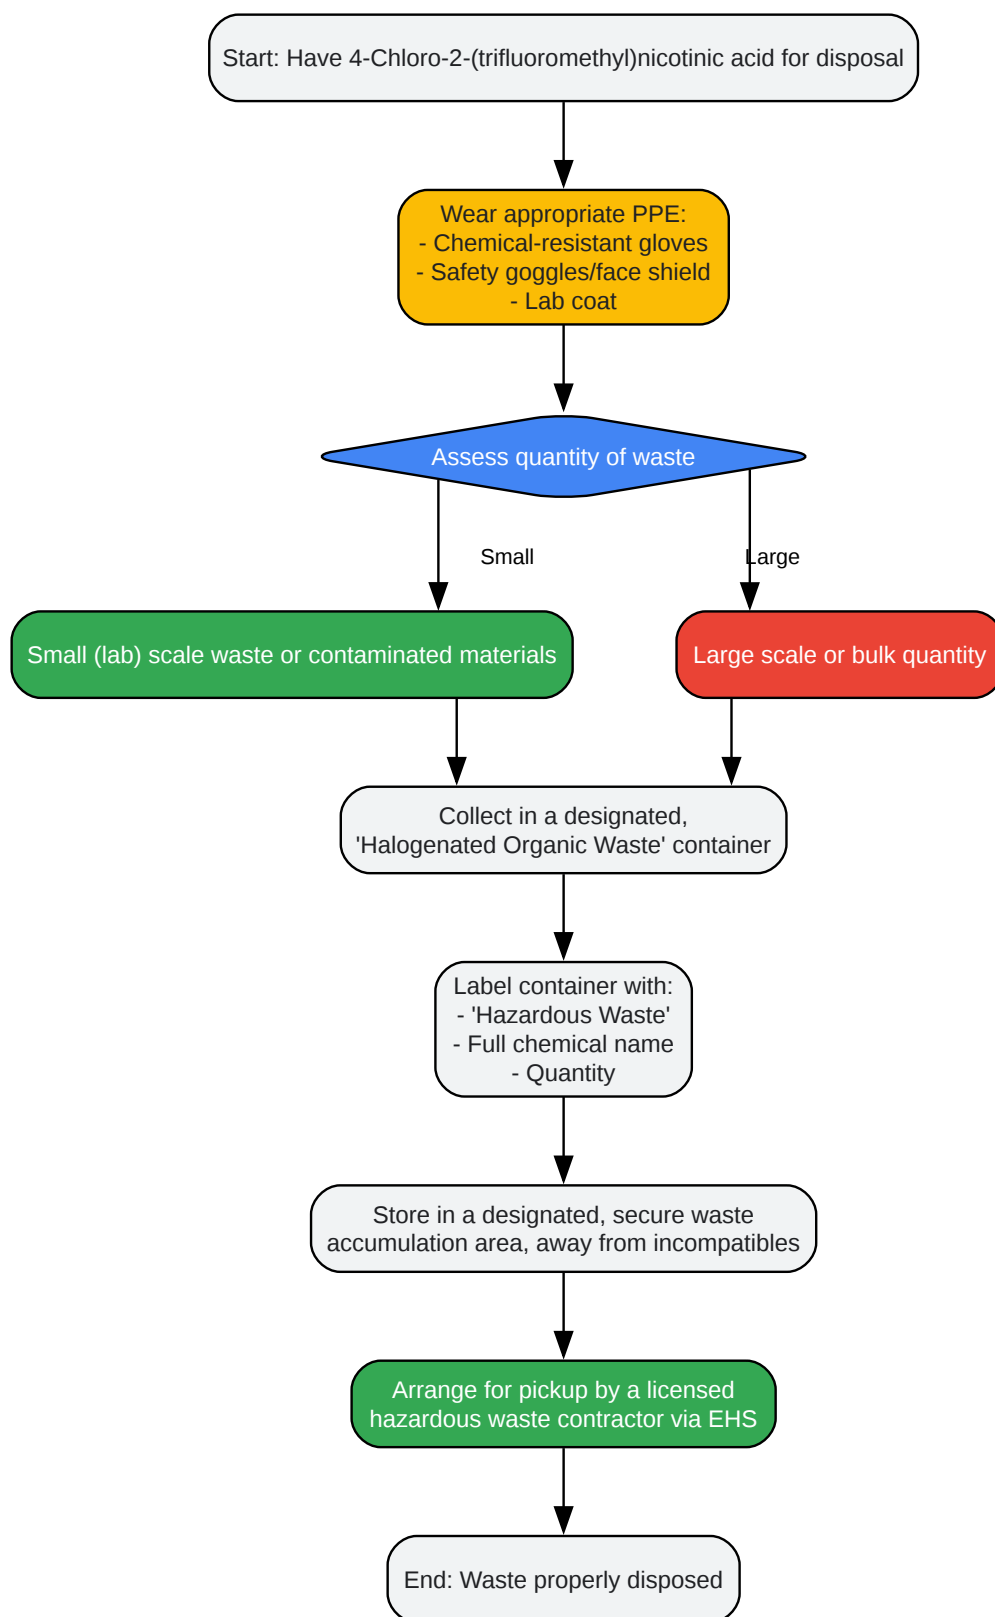 Start: Have 4-Chloro-2-(trifluoromethyl)nicotinic acid for disposal
Wear appropriate PPE:
- Chemical-resistant gloves
- Safety goggles/face shield
- Lab coat
Assess quantity of waste
Small
Large
Small (lab) scale waste or contaminated materials
Large scale or bulk quantity
Collect in a designated,
'Halogenated Organic Waste' container
Label container with:
- 'Hazardous Waste'
- Full chemical name
- Quantity
Store in a designated, secure waste
accumulation area, away from incompatibles
Arrange for pickup by a licensed
hazardous waste contractor via EHS
End: Waste properly disposed